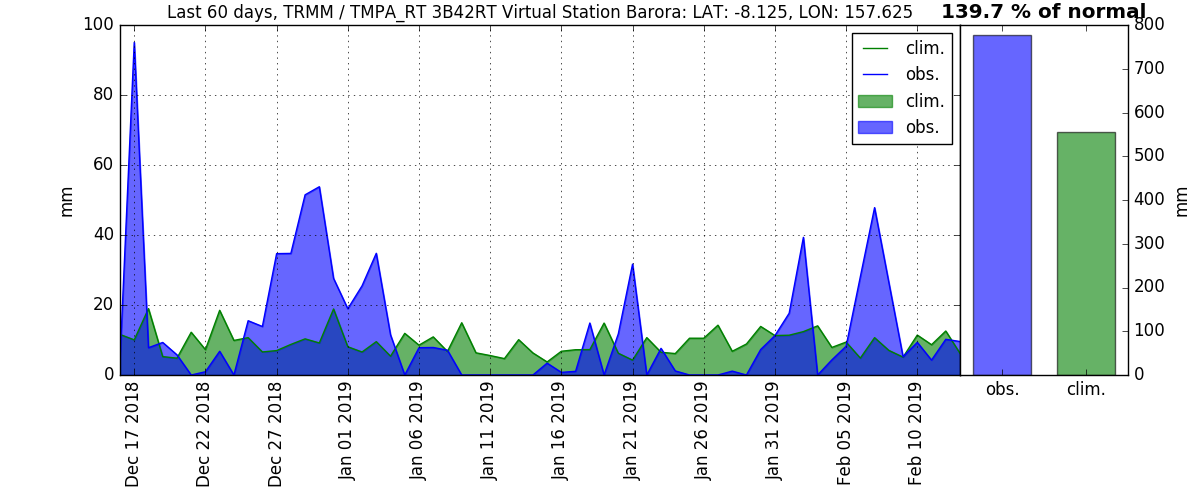 Last 60 days, TRMM / TMPA_RT 3B42RT Virtual Station Barora: LAT: -8.125, LON: 157.625
139.7 % of normal
100
80
60
40
20
0
mm
clim.
obs.
clim.
obs.
Dec 17 2018
Dec 22 2018
Dec 27 2018
Jan 01 2019
Jan 06 2019
Jan 11 2019
Jan 16 2019
Jan 21 2019
Jan 26 2019
Jan 31 2019
Feb 05 2019
Feb 10 2019
800
700
600
500
400
300
200
100
0
mm
obs.
clim.